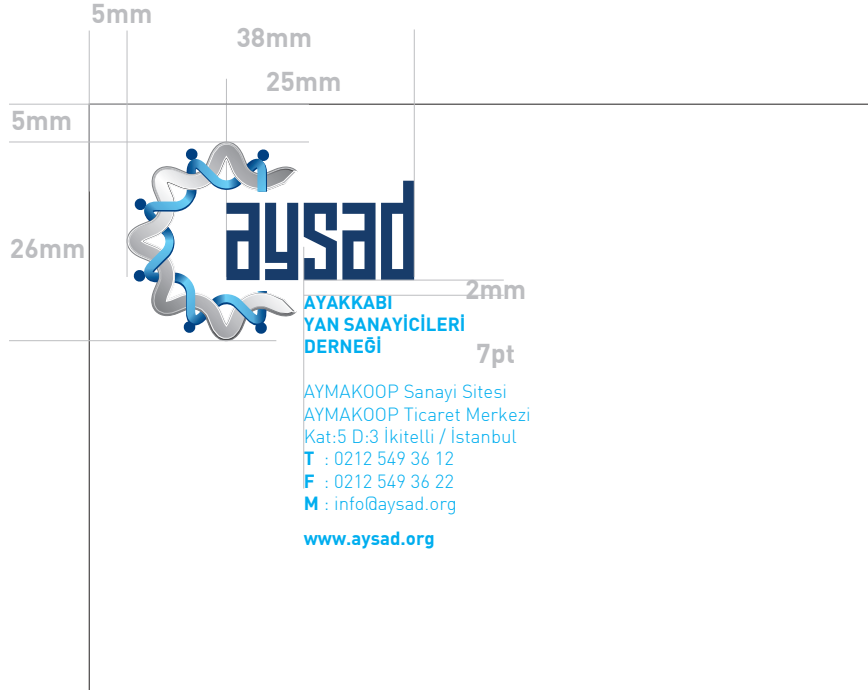 5mm
38mm
25mm
5mm
26mm
aysad
2mm
AYAKKABI
YAN SANAYİCİLERİ
DERNEĞİ
7pt
AYMAKOOP Sanayi Sitesi
AYMAKOOP Ticaret Merkezi
Kat:5 D:3 İkitelli / İstanbul
T : 0212 549 36 12
F : 0212 549 36 22
M : info@aysad.org
www.aysad.org